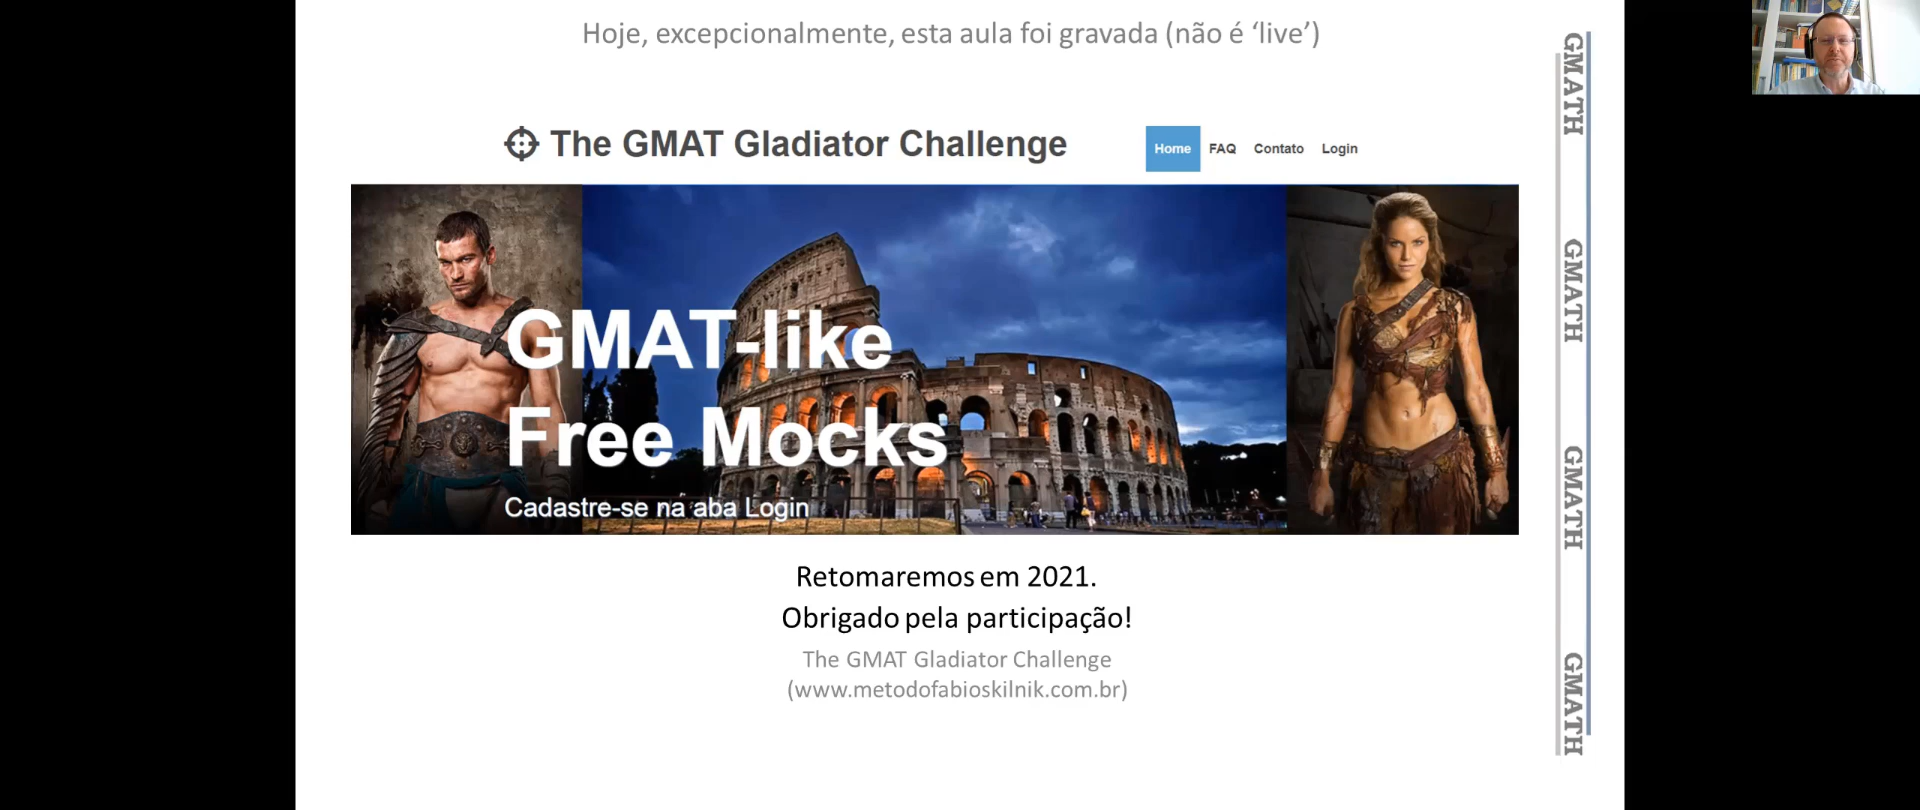 Hoje, excepcionalmente, esta aula foi gravada (não é ‘live’)
The GMAT Gladiator Challenge
Home FAQ Contato Login
GMAT-like
Free Mocks
Cadastre-se na aba Login
Retomaremos em 2021.
Obrigado pela participação!
The GMAT Gladiator Challenge
(www.metodofabioskilnik.com.br)
GMATH
GMATH
GMATH
GMATH